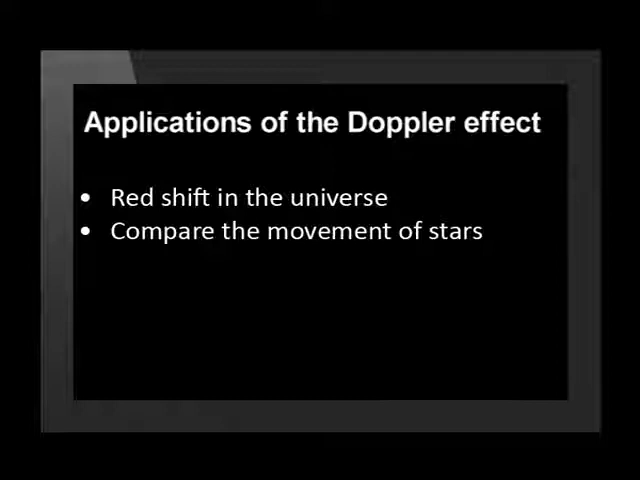 Applications of the Doppler effect
• Red shift in the universe
• Compare the movement of stars